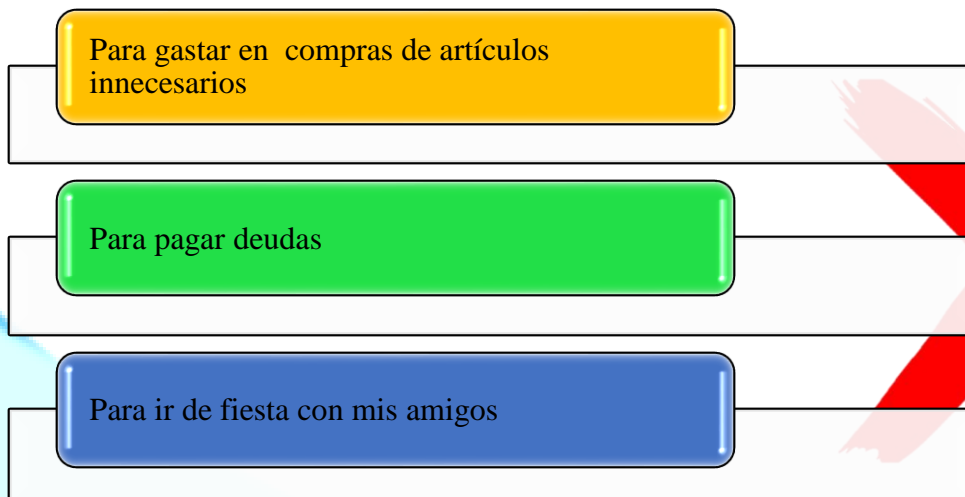 Para gastar en  compras de artículos
innecesarios
Para pagar deudas
Para ir de fiesta con mis amigos